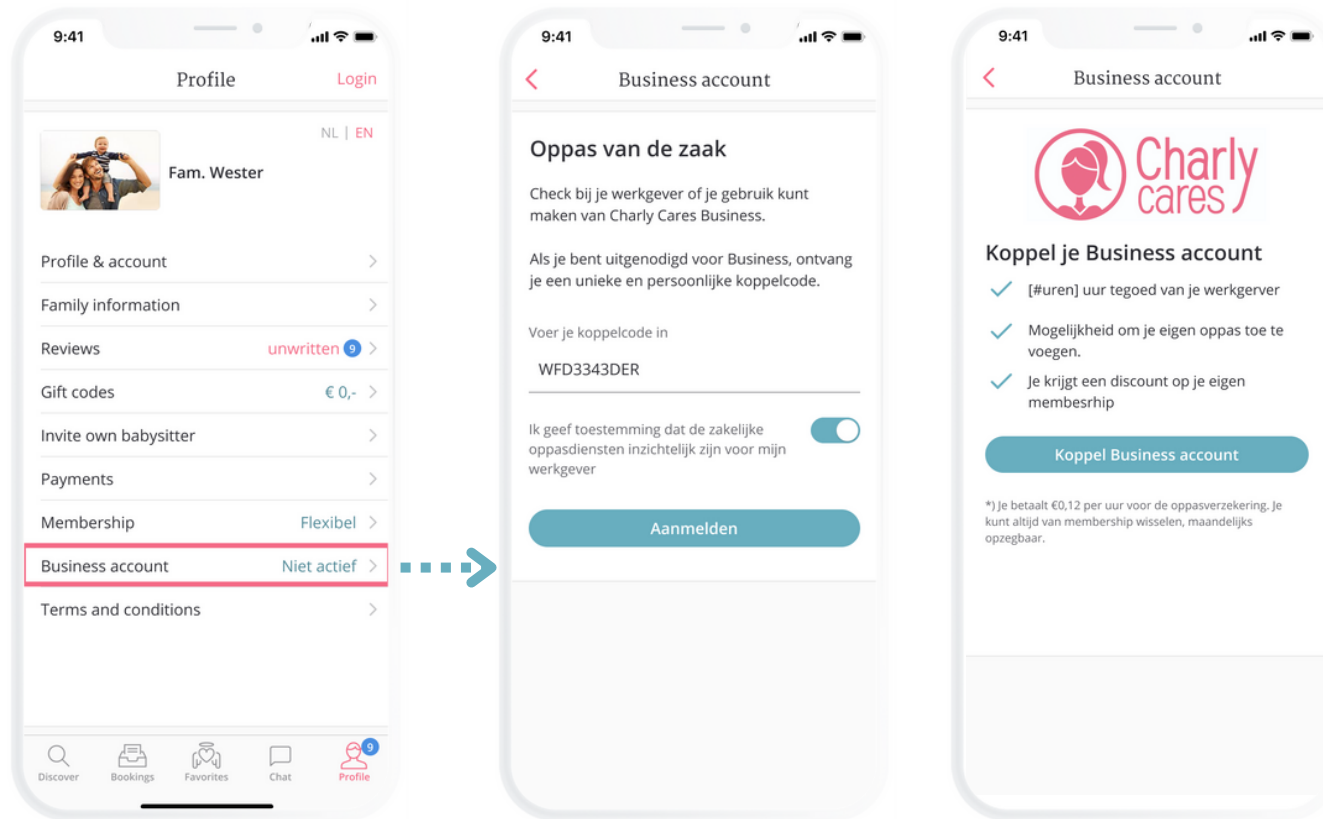 9:41
Profile
Login
NL | EN
Fam. Wester
Profile & account
Family information
Reviews
unwritten 9
Gift codes
€ 0,-
Invite own babysitter
Payments
Membership
Flexibel
Business account
Niet actief
Terms and conditions
Discover
Bookings
Favorites
Chat
9
Profile
9:41
Business account
Oppas van de zaak
Check bij je werkgever of je gebruik kunt
maken van Charly Cares Business.
Als je bent uitgenodigd voor Business, ontvang
je een unieke en persoonlijke koppelcode.
Voer je koppelcode in
WFD3343DER
Ik geef toestemming dat de zakelijke
oppasdiensten inzichtelijk zijn voor mijn
werkgever
Aanmelden
9:41
Business account
Charly
cares
Koppel je Business account
[#uren] uur tegoed van je werkgerver
Mogelijkheid om je eigen oppas toe te
voegen.
Je krijgt een discount op je eigen
membesrhip
Koppel Business account
*) Je betaalt €0,12 per uur voor de oppasverzekering. Je
kunt altijd van membership wisselen, maandelijks
opzegbaar.